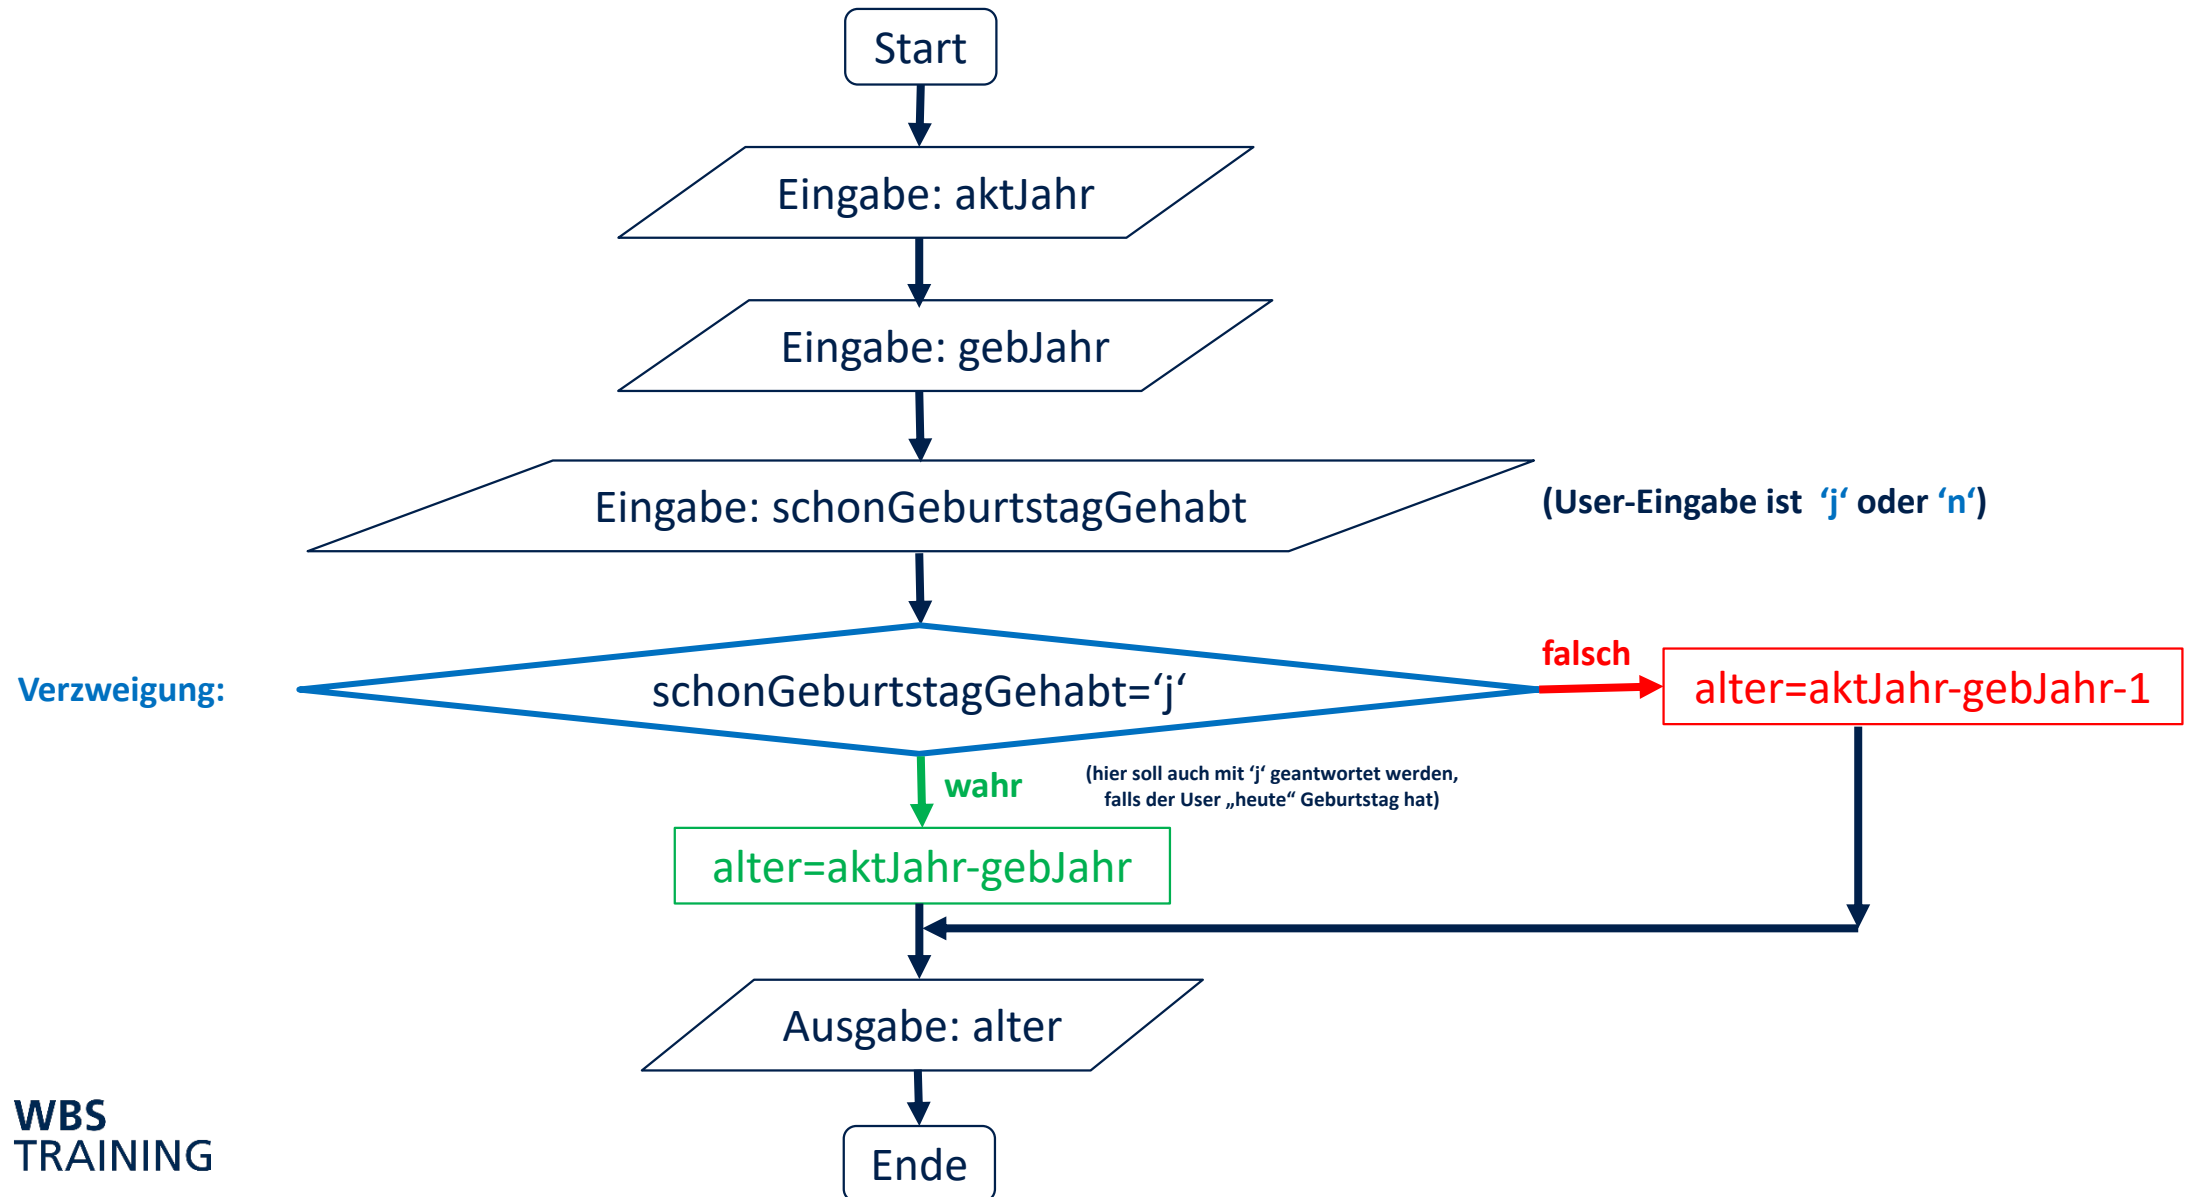 Start
Eingabe: aktJahr
Eingabe: gebJahr
Eingabe: schonGeburtstagGehabt
(User-Eingabe ist ‘j‘ oder ‘n‘)
Verzweigung:
schonGeburtstagGehabt=‘j‘
falsch
alter=aktJahr-gebJahr-1
wahr
(hier soll auch mit ‘j‘ geantwortet werden,
falls der User „heute“ Geburtstag hat)
alter=aktJahr-gebJahr
Ausgabe: alter
Ende
WBS
TRAINING